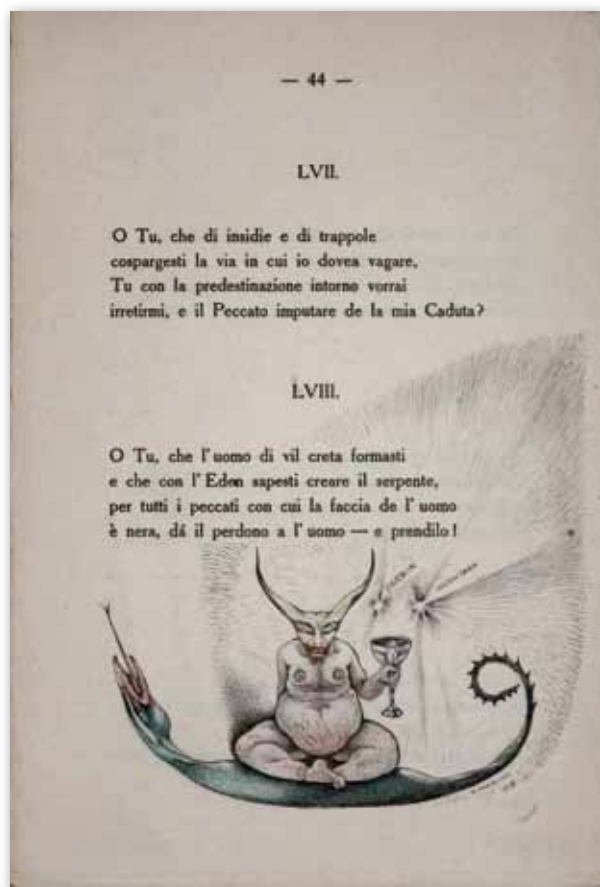 — 44 —
LVII.
O Tu, che di insidie e di trappole
cospargesti la via in cui io dovea vagare,
Tu con la predestinazione intorno vorrai
irretirmi, e il Peccato imputare de la mia Caduta?
LVIII.
O Tu, che l' uomo di vil creta formasti
e che con l' Eden sapesti creare il serpente,
per tutti i peccati con cui la faccia de l' uomo
è nera, dá il perdono a l' uomo — e prendilo!